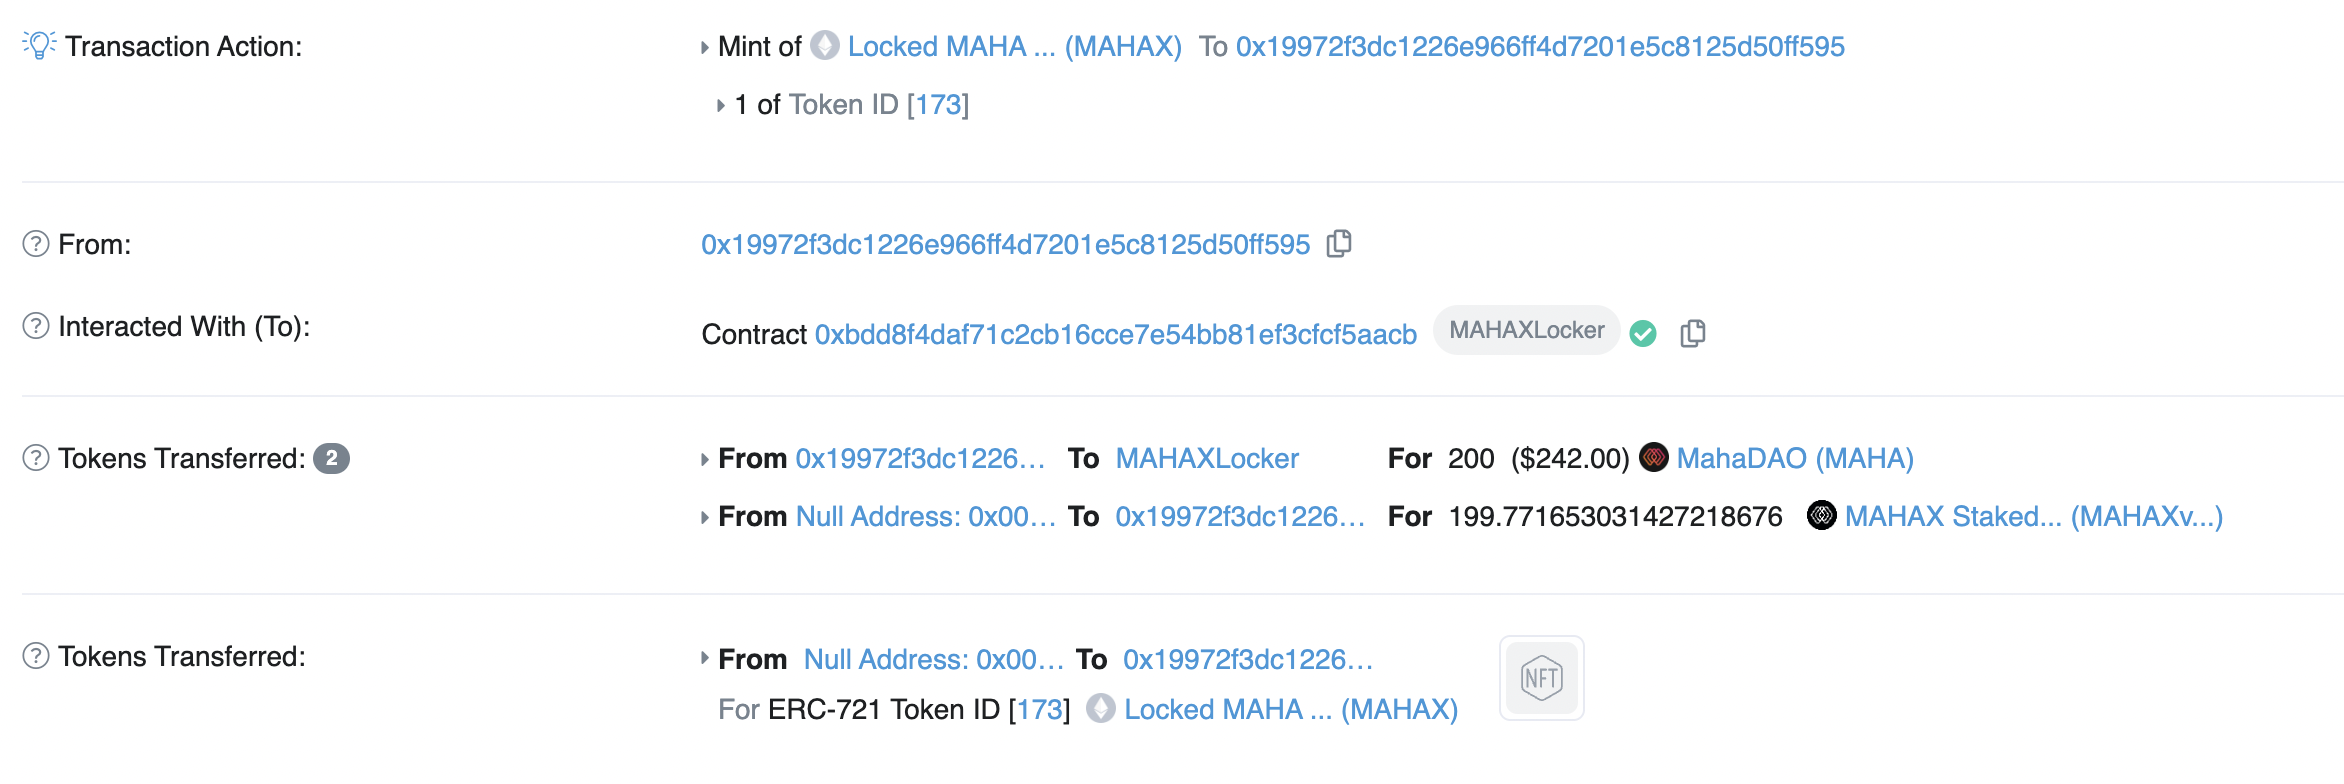 Transaction Action:
Mint of Locked MAHA ... (MAHAX) To 0x19972f3dc1226e966ff4d7201e5c8125d50ff595
1 of Token ID [173]
From:
0x19972f3dc1226e966ff4d7201e5c8125d50ff595
Interacted With (To):
Contract 0xbdd8f4daf71c2cb16cce7e54bb81ef3cfcf5aacb MAHAXLocker
Tokens Transferred: 2
From 0x19972f3dc1226... To MAHAXLocker For 200 ($242.00) MahaDAO (MAHA)
From Null Address: 0x00... To 0x19972f3dc1226... For 199.771653031427218676 MAHAX Staked... (MAHAXv...)
Tokens Transferred:
From Null Address: 0x00... To 0x19972f3dc1226...
For ERC-721 Token ID [173] Locked MAHA ... (MAHAX)
NFT